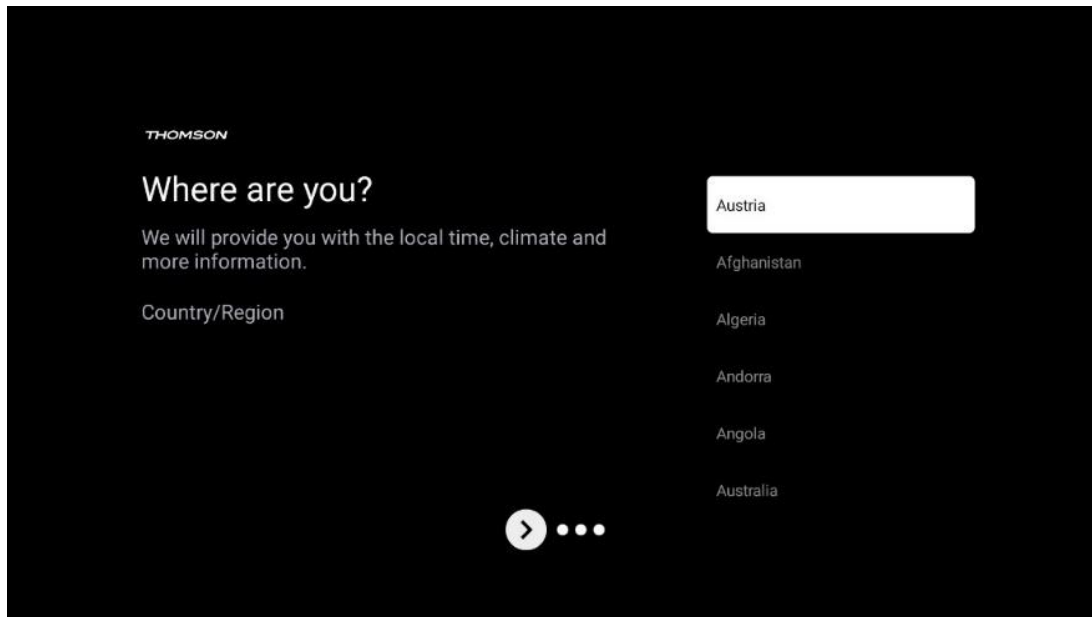 THOMSON
Where are you?
We will provide you with the local time, climate and
more information.
Country/Region
Austria
Afghanistan
Algeria
Andorra
Angola
Australia